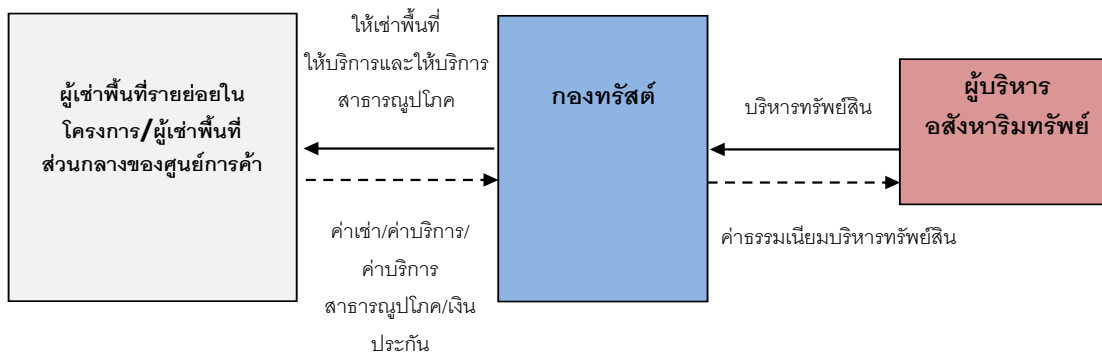 ผู้เช่าพื้นที่รายย่อยใน
โครงการ/ผู้เช่าพื้นที่
ส่วนกลางของศูนย์การค้า
ให้เช่าพื้นที่
ให้บริการและให้บริการ
สาธารณูปโภค
ค่าเช่า/ค่าบริการ/
ค่าบริการ
สาธารณูปโภค/เงิน
ประกัน
กองทรัสต์
บริหารทรัพย์สิน
ค่าธรรมเนียมบริหารทรัพย์สิน
ผู้บริหาร
อสังหาริมทรัพย์